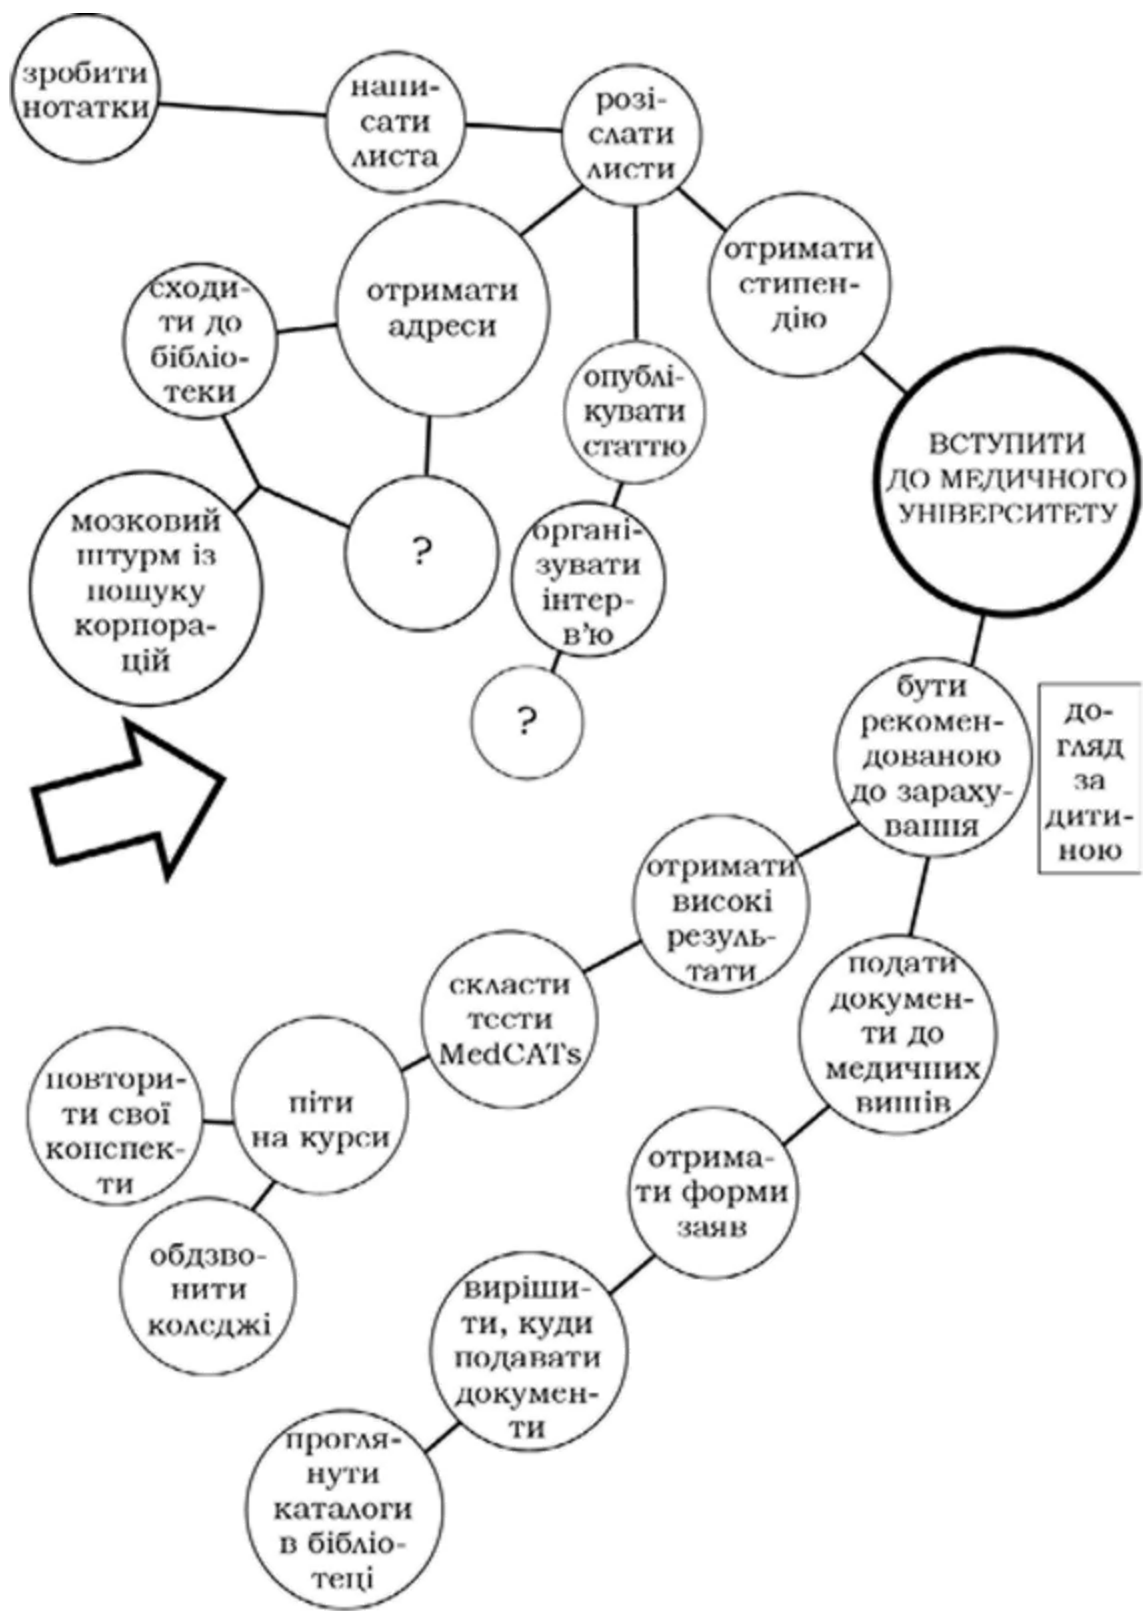 зробити
нотатки
напи-
сати
листа
розі-
слати
листи
отримати
стипен-
дію
отримати
адреси
сходи-
ти до
бібліо-
теки
опублі-
кувати
статтю
ВСТУПИТИ
ДО МЕДИЧНОГО
УНІВЕРСИТЕТУ
мозковий
штурм із
пошуку
корпора-
цій
?
органі-
зувати
інтер-
в’ю
?
бути
рекомен-
дованою
до зараху-
вання
до-
гляд
за
дити-
ною
отримати
високі
резуль-
тати
скласти
тести
MedCATs
подати
докумен-
ти до
медичних
вишів
повтори-
ти свої
конспек-
ти
піти
на курси
отрима-
ти форми
заяв
обдзво-
нити
коледжі
виріши-
ти, куди
подавати
докумен-
ти
прогля-
нути
каталоги
в бібліо-
теці